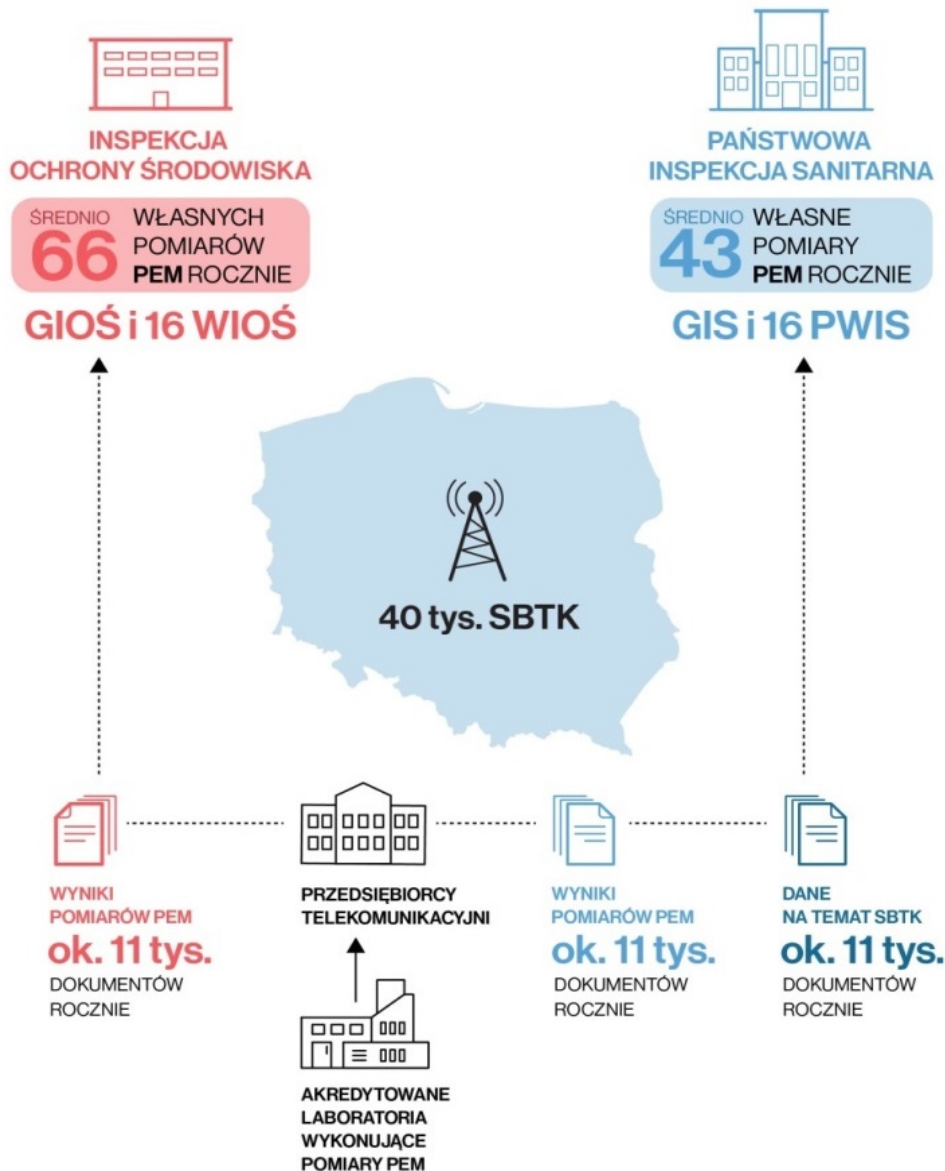 INSPEKCJA
OCHRONY ŚRODOWISKA
ŚREDNIO
66
WŁASNYCH
POMIARÓW
PEM ROCZNIE
GIOŚ i 16 WIOŚ
PAŃSTWOWA
INSPEKCJA SANITARNA
ŚREDNIO
43
WŁASNE
POMIARY
PEM ROCZNIE
GIS i 16 PWIS
40 tys. SBTK
WYNIKI
POMIARÓW PEM
ok. 11 tys.
DOKUMENTÓW
ROCZNIE
PRZEDSIĘBIORCY
TELEKOMUNIKACYJNI
WYNIKI
POMIARÓW PEM
ok. 11 tys.
DOKUMENTÓW
ROCZNIE
DANE
NA TEMAT SBTK
ok. 11 tys.
DOKUMENTÓW
ROCZNIE
AKREDYTOWANE
LABORATORIA
WYKONUJĄCE
POMIARY PEM